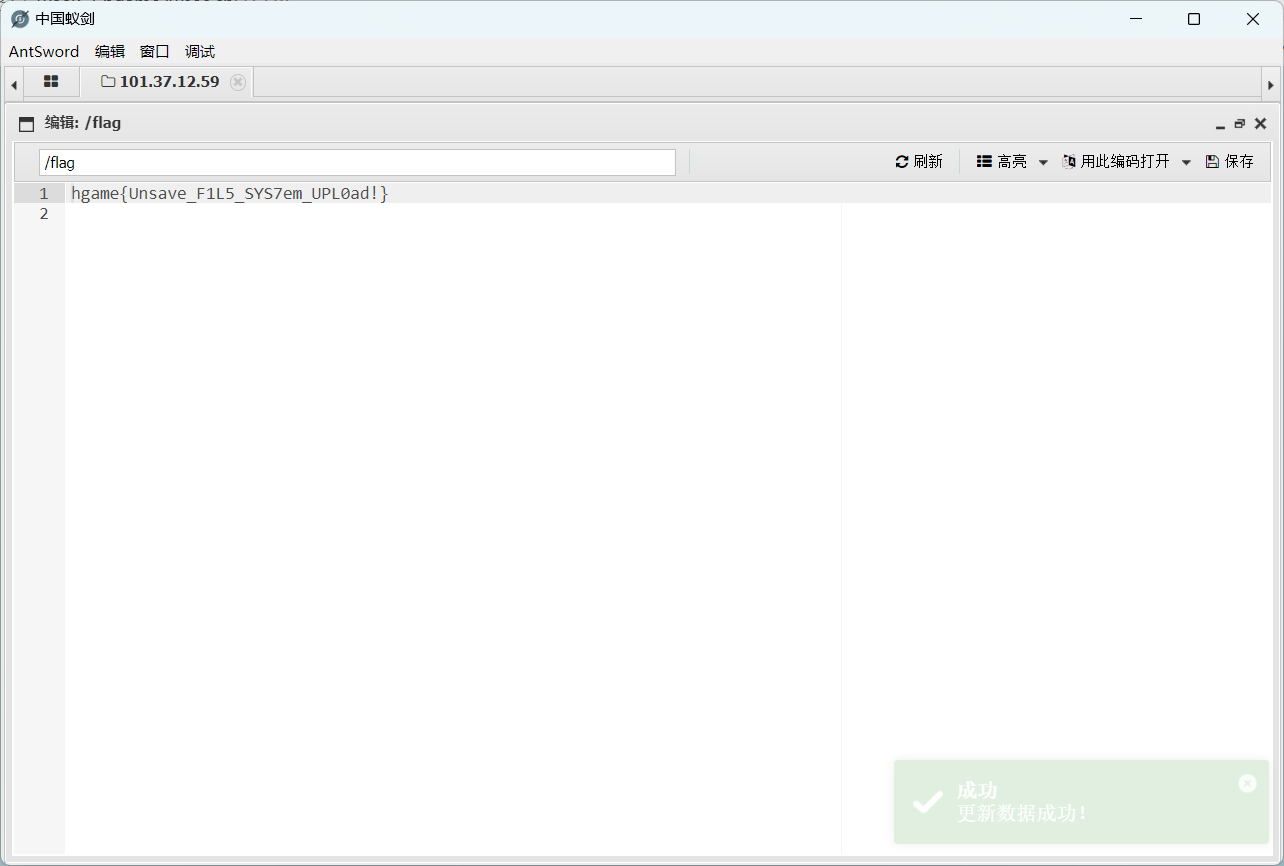 中国蚁剑
AntSword 编辑 窗口 调试
101.37.12.59
编辑: /flag
/flag 刷新 高亮 用此编码打开 保存
1 hgame{Unsave_F1L5_SYS7em_UPL0ad!}
2
成功
更新数据成功！